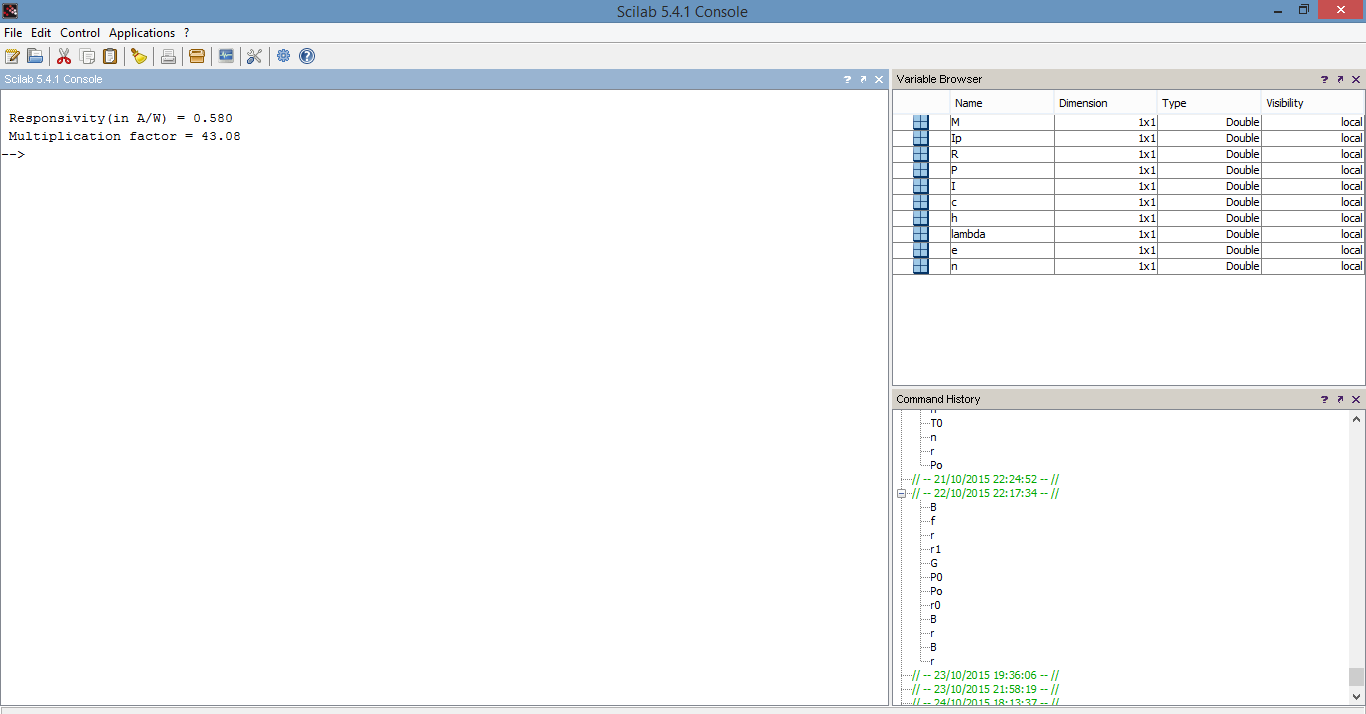 Scilab 5.4.1 Console
File Edit Control Applications ?
Scilab 5.4.1 Console
Responsivity(in A/W) = 0.580
Multiplication factor = 43.08
-->
Variable Browser
Name Dimension Type Visibility
M 1x1 Double local
Ip 1x1 Double local
R 1x1 Double local
P 1x1 Double local
I 1x1 Double local
c 1x1 Double local
h 1x1 Double local
lambda 1x1 Double local
e 1x1 Double local
n 1x1 Double local
Command History
T0
n
r
Po
// -- 21/10/2015 22:24:52 -- //
// -- 22/10/2015 22:17:34 -- //
B
f
r
r1
G
P0
Po
r0
B
r
B
r
// -- 23/10/2015 19:36:06 -- //
// -- 23/10/2015 21:58:19 -- //
// -- 24/10/2015 18:13:37 -- //